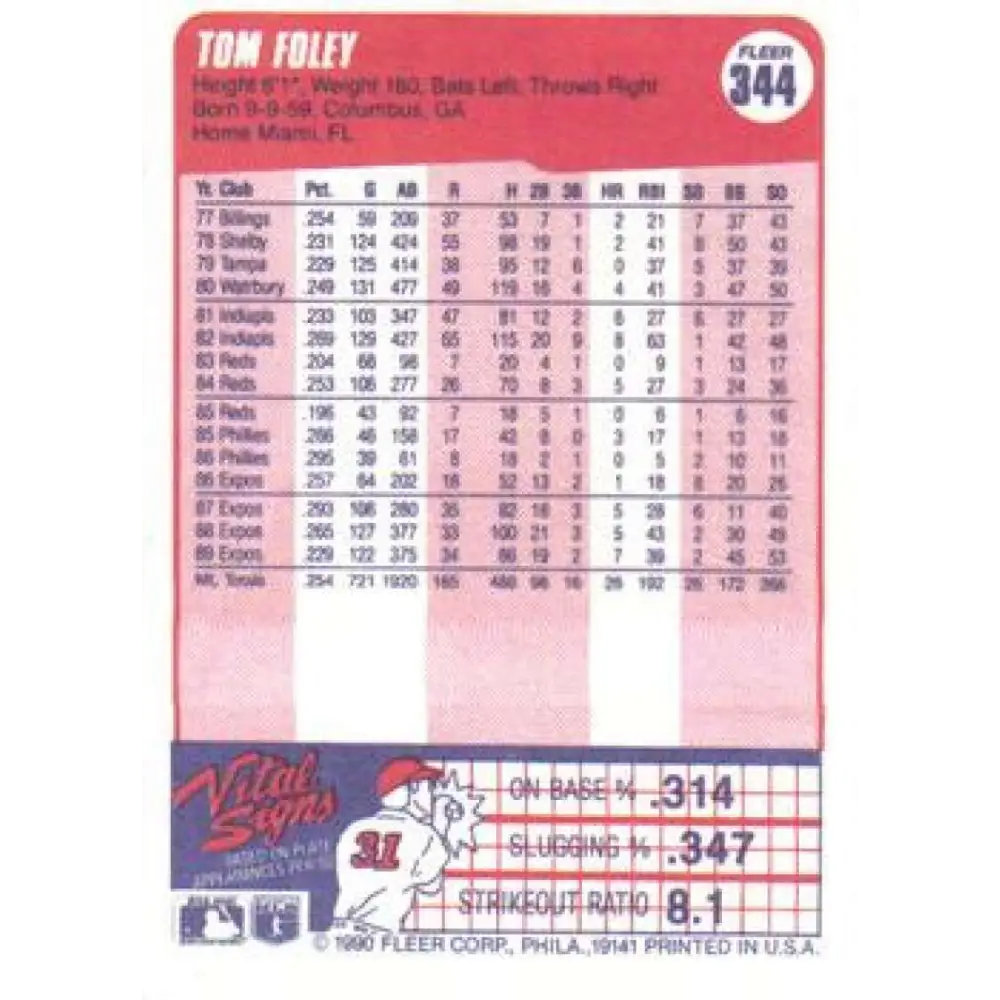 TOM FOLEY
FLEER
344
Height 6'1", Weight 180, Bats Left, Throws Right
Born 9-9-59, Columbus, GA
Home Miami, FL
Yr. Club Pct. G AB R H 2B 3B HR RBI SB BB SO
77 Billings .254 59 209 37 53 7 1 2 21 7 37 43
78 Shelby .231 124 424 55 98 19 1 2 41 8 50 43
79 Tampa .229 125 414 38 95 12 6 0 37 5 37 39
80 Watrbury .249 131 477 49 119 16 4 4 41 3 47 50
81 Indiapls .233 103 347 47 81 12 2 6 27 6 27 27
82 Indiapls .269 129 427 65 115 20 9 8 63 1 42 48
83 Reds .204 68 98 7 20 4 1 0 9 1 13 17
84 Reds .253 106 277 26 70 8 3 5 27 3 24 36
85 Reds .196 43 92 7 18 5 1 0 6 1 6 16
85 Phillies .266 46 158 17 42 8 0 3 17 1 13 18
86 Phillies .295 39 61 8 18 2 1 0 5 2 10 11
86 Expos .257 64 202 18 52 13 2 1 18 8 20 26
87 Expos .293 106 280 35 82 18 3 5 28 6 11 40
88 Expos .265 127 377 33 100 21 3 5 43 2 30 49
89 Expos .229 122 375 34 86 19 2 7 39 2 45 53
ML Totals .254 721 1920 185 488 98 16 26 192 172
Vital Signs
BASED ON PLATE
APPEARANCES PER
31
ON BASE % .314
SLUGGING % .347
STRIKEOUT RATIO 8.1
© 1990 FLEER CORP., PHILA., 19141 PRINTED IN U.S.A.